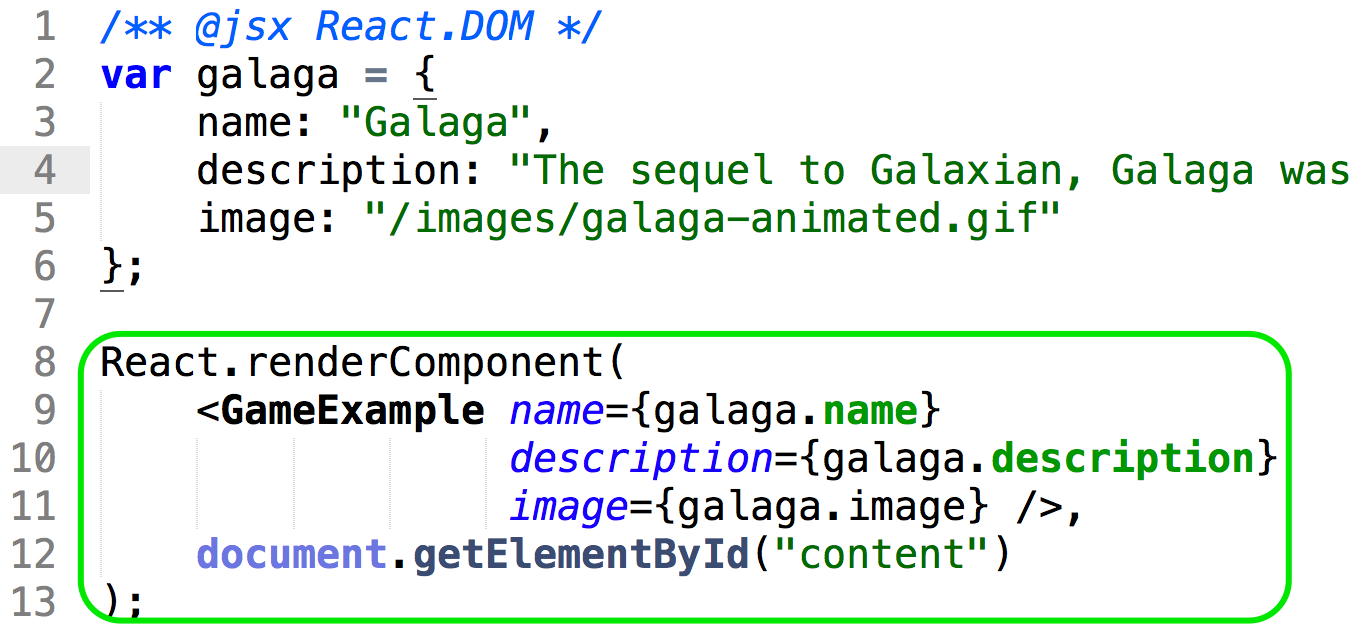 1 /** @jsx React.DOM */
2 var galaga = {
3     name: "Galaga",
4     description: "The sequel to Galaxian, Galaga was
5     image: "/images/galaga-animated.gif"
6 };
7
8 React.renderComponent(
9     <GameExample name={galaga.name}
10                  description={galaga.description}
11                  image={galaga.image} />,
12     document.getElementById("content")
13 );